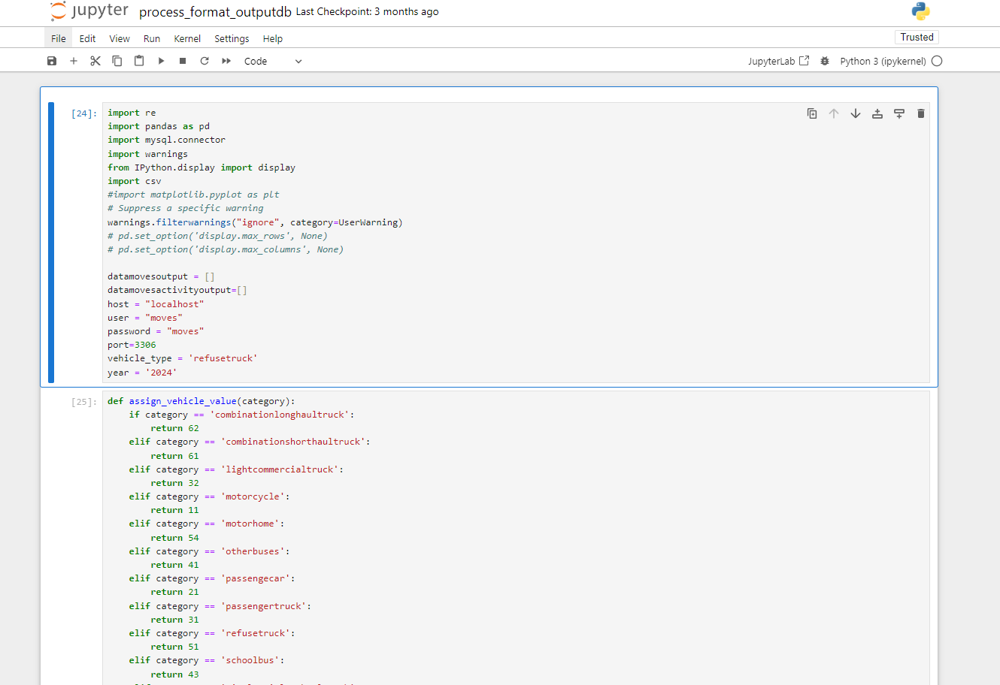 jupyter process_format_outputdb Last Checkpoint: 3 months ago
File Edit View Run Kernel Settings Help Trusted
Code JupyterLab Python 3 (ipykernel)
[24]:
import re
import pandas as pd
import mysql.connector
import warnings
from IPython.display import display
import csv
#import matplotlib.pyplot as plt
# Suppress a specific warning
warnings.filterwarnings("ignore", category=UserWarning)
# pd.set_option('display.max_rows', None)
# pd.set_option('display.max_columns', None)
datamovesoutput = []
datamovesactivityoutput=[]
host = "localhost"
user = "moves"
password = "moves"
port=3306
vehicle_type = 'refusetruck'
year = '2024'
[25]:
def assign_vehicle_value(category):
if category == 'combinationlonghaultruck':
return 62
elif category == 'combinationshorthaultruck':
return 61
elif category == 'lightcommercialtruck':
return 32
elif category == 'motorcycle':
return 11
elif category == 'motorhome':
return 54
elif category == 'otherbuses':
return 41
elif category == 'passengecar':
return 21
elif category == 'passengertruck':
return 31
elif category == 'refusetruck':
return 51
elif category == 'schoolbus':
return 43